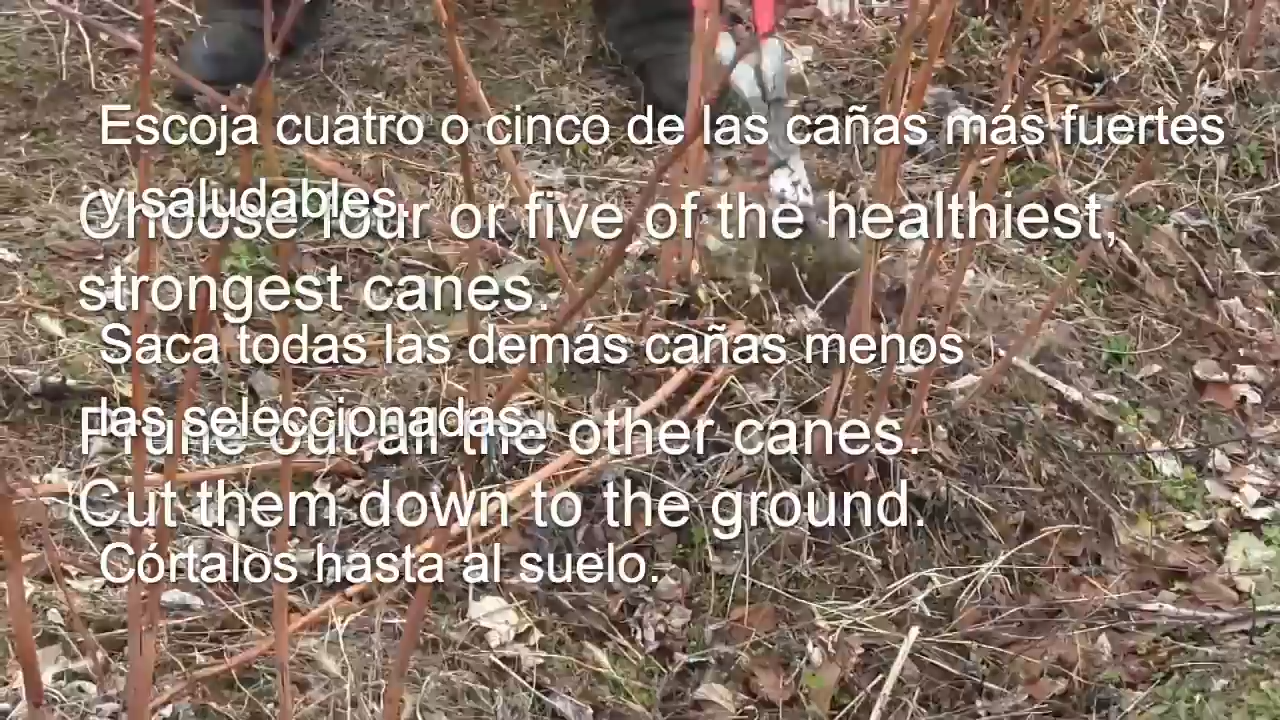 Escoja cuatro o cinco de las cañas más fuertes
y saludables.
Choose four or five of the healthiest,
strongest canes.
Saca todas las demás cañas menos
las seleccionadas.
Prune out all the other canes.
Cut them down to the ground.
Córtalos hasta al suelo.